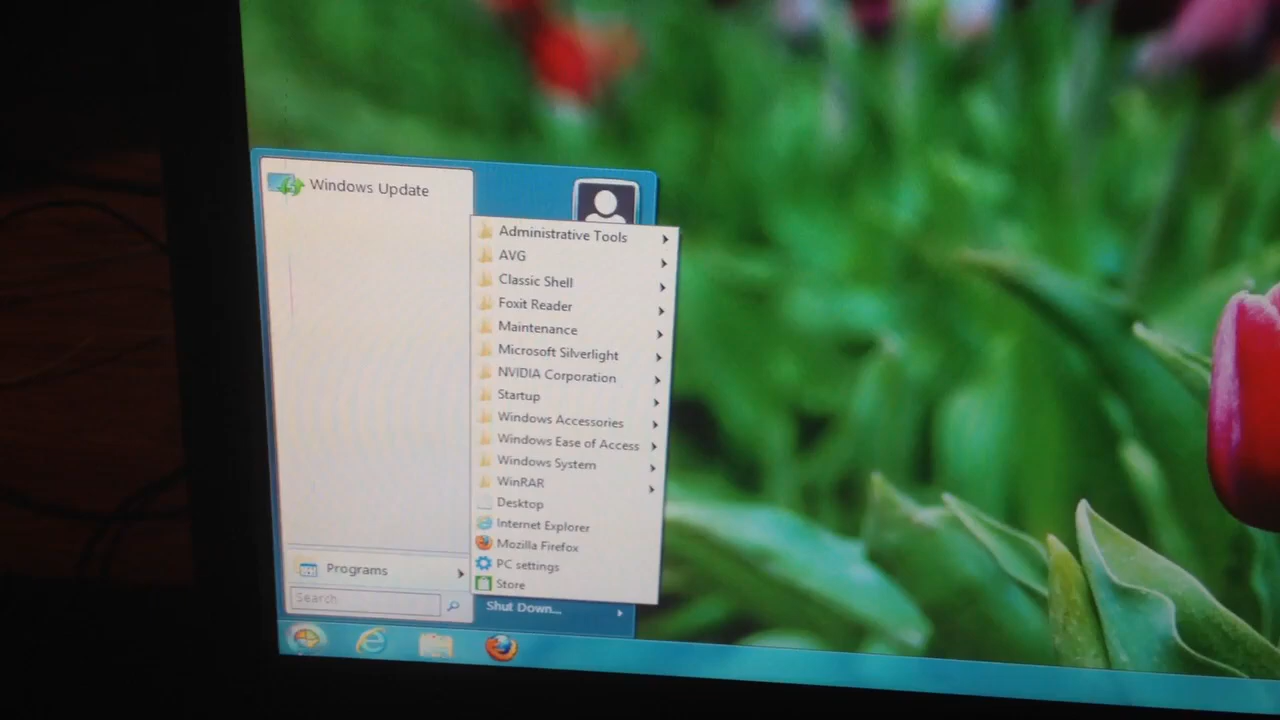 Windows Update
Administrative Tools
AVG
Classic Shell
Foxit Reader
Maintenance
Microsoft Silverlight
NVIDIA Corporation
Startup
Windows Accessories
Windows Ease of Access
Windows System
WinRAR
Desktop
Internet Explorer
Mozilla Firefox
PC settings
Store
Programs
Search
Shut Down...